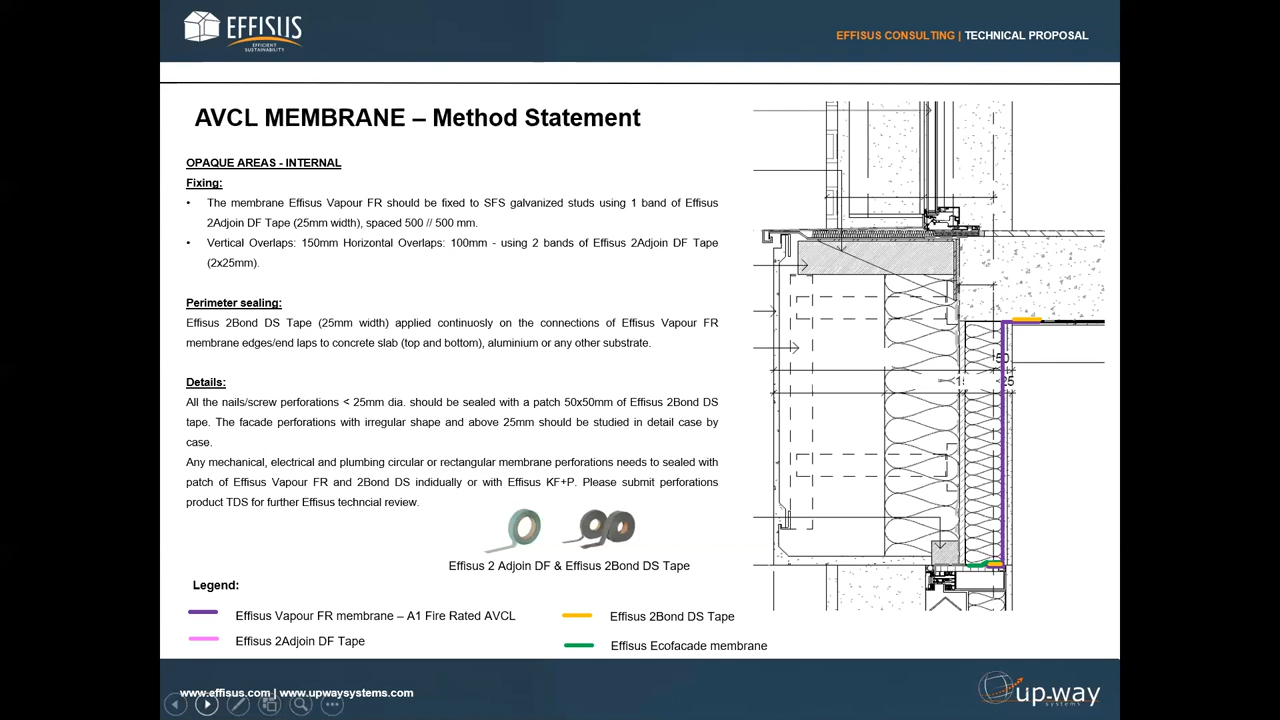 EFFISUS
EFFICIENT
SUSTAINABILITY
EFFISUS CONSULTING | TECHNICAL PROPOSAL
AVCL MEMBRANE – Method Statement
OPAQUE AREAS - INTERNAL
Fixing:
• The membrane Effisus Vapour FR should be fixed to SFS galvanized studs using 1 band of Effisus
2Adjoin DF Tape (25mm width), spaced 500 // 500 mm.
• Vertical Overlaps: 150mm Horizontal Overlaps: 100mm - using 2 bands of Effisus 2Adjoin DF Tape
(2x25mm).
Perimeter sealing:
Effisus 2Bond DS Tape (25mm width) applied continuosly on the connections of Effisus Vapour FR
membrane edges/end laps to concrete slab (top and bottom), aluminium or any other substrate.
Details:
All the nails/screw perforations < 25mm dia. should be sealed with a patch 50x50mm of Effisus 2Bond DS
tape. The facade perforations with irregular shape and above 25mm should be studied in detail case by
case.
Any mechanical, electrical and plumbing circular or rectangular membrane perforations needs to sealed with
patch of Effisus Vapour FR and 2Bond DS indidually or with Effisus KF+P. Please submit perforations
product TDS for further Effisus techncial review.
Effisus 2 Adjoin DF & Effisus 2Bond DS Tape
Legend:
Effisus Vapour FR membrane – A1 Fire Rated AVCL
Effisus 2Bond DS Tape
Effisus 2Adjoin DF Tape
Effisus Ecofacade membrane
50
25
www.effisus.com | www.upwaysystems.com
up·way
systems